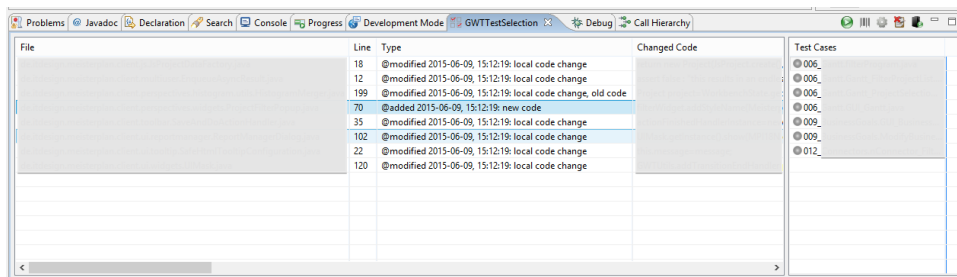 Problems @ Javadoc Declaration Search Console Progress Development Mode GWTTestSelection Debug Call Hierarchy
File Line Type Changed Code Test Cases
18 @modified 2015-06-09, 15:12:19: local code change 006_
12 @modified 2015-06-09, 15:12:19: local code change 006_
199 @modified 2015-06-09, 15:12:19: local code change, old code 006_
70 @added 2015-06-09, 15:12:19: new code 006_
35 @modified 2015-06-09, 15:12:19: local code change 009_
102 @modified 2015-06-09, 15:12:19: local code change 009_
22 @modified 2015-06-09, 15:12:19: local code change 012_
120 @modified 2015-06-09, 15:12:19: local code change